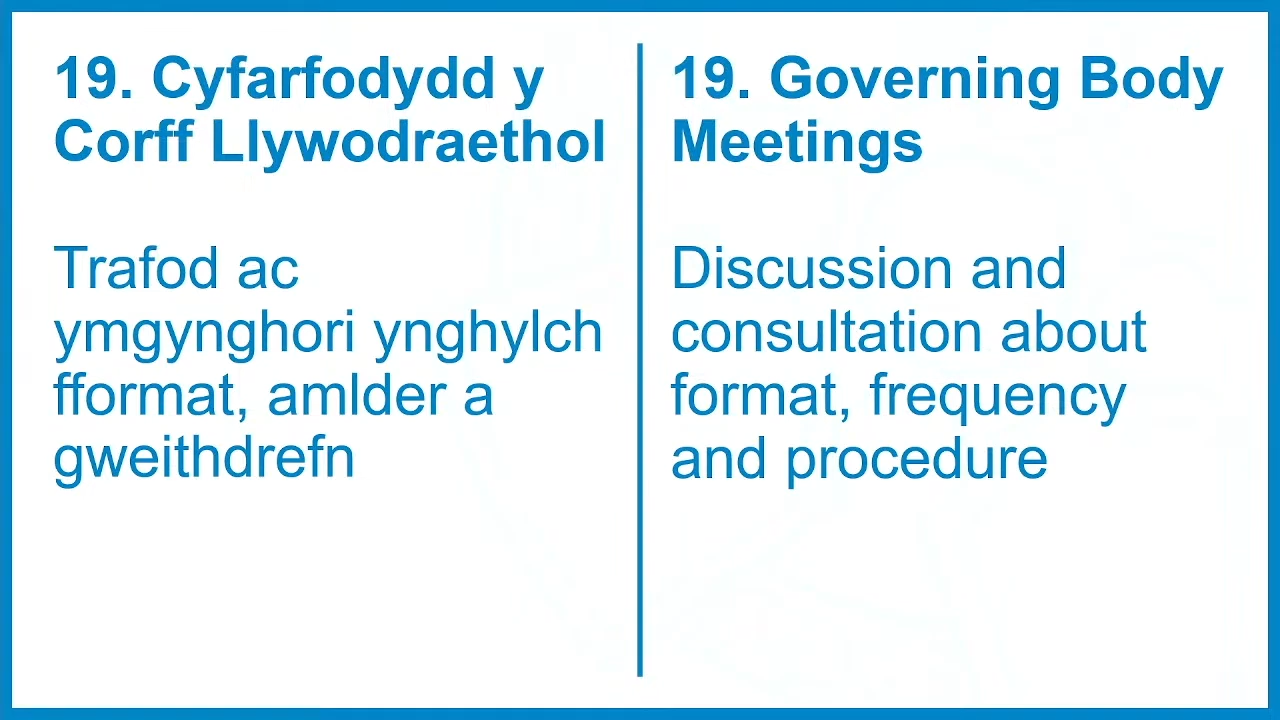 19. Cyfarfodydd y
Corff Llywodraethol
Trafod ac
ymgynghori ynghylch
fformat, amlder a
gweithdrefn
19. Governing Body
Meetings
Discussion and
consultation about
format, frequency
and procedure